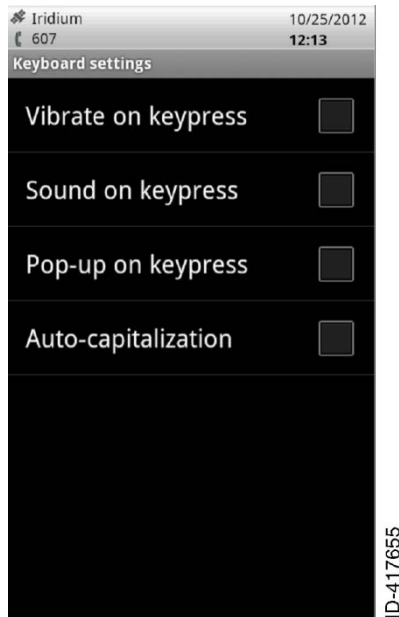 Iridium 10/25/2012
607 12:13
Keyboard settings
Vibrate on keypress
Sound on keypress
Pop-up on keypress
Auto-capitalization
ID-417655